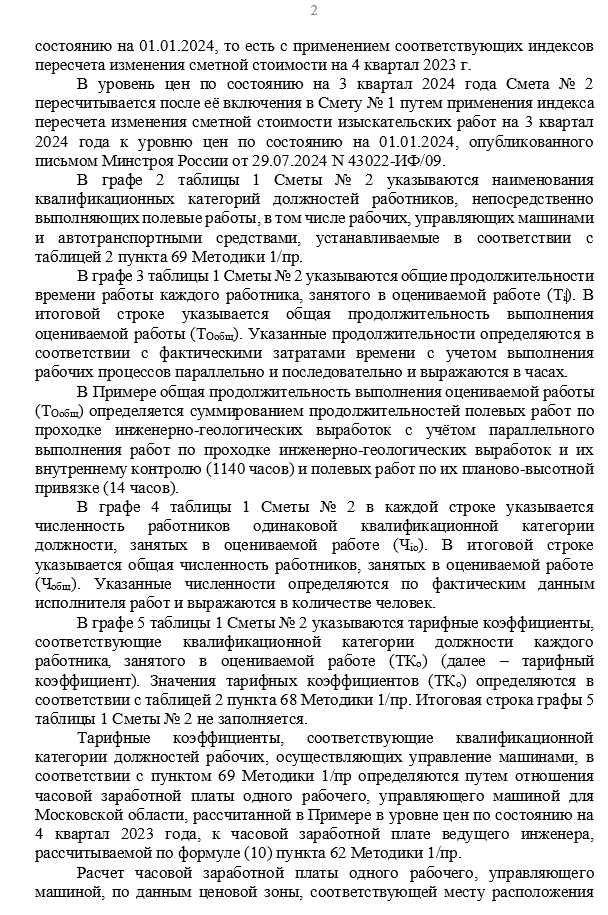 2
состоянию на 01.01.2024, то есть с применением соответствующих индексов
пересчета изменения сметной стоимости на 4 квартал 2023 г.
В уровень цен по состоянию на 3 квартал 2024 года Смета № 2
пересчитывается после её включения в Смету № 1 путем применения индекса
пересчета изменения сметной стоимости изыскательских работ на 3 квартал
2024 года к уровню цен по состоянию на 01.01.2024, опубликованного
письмом Минстроя России от 29.07.2024 N 43022-ИФ/09.
В графе 2 таблицы 1 Сметы № 2 указываются наименования
квалификационных категорий должностей работников, непосредственно
выполняющих полевые работы, в том числе рабочих, управляющих машинами
и автотранспортными средствами, устанавливаемые в соответствии с
таблицей 2 пункта 69 Методики 1/пр.
В графе 3 таблицы 1 Сметы № 2 указываются общие продолжительности
времени работы каждого работника, занятого в оцениваемой работе (Tij). В
итоговой строке указывается общая продолжительность выполнения
оцениваемой работы (TОобщ). Указанные продолжительности определяются в
соответствии с фактическими затратами времени с учетом выполнения
рабочих процессов параллельно и последовательно и выражаются в часах.
В Примере общая продолжительность выполнения оцениваемой работы
(TОобщ) определяется суммированием продолжительностей полевых работ по
проходке инженерно-геологических выработок с учётом параллельного
выполнения работ по проходке инженерно-геологических выработок и их
внутреннему контролю (1140 часов) и полевых работ по их планово-высотной
привязке (14 часов).
В графе 4 таблицы 1 Сметы № 2 в каждой строке указывается
численность работников одинаковой квалификационной категории
должности, занятых в оцениваемой работе (Чio). В итоговой строке
указывается общая численность работников, занятых в оцениваемой работе
(Чобщ). Указанные численности определяются по фактическим данным
исполнителя работ и выражаются в количестве человек.
В графе 5 таблицы 1 Сметы № 2 указываются тарифные коэффициенты,
соответствующие квалификационной категории должности каждого
работника, занятого в оцениваемой работе (ТКо) (далее – тарифный
коэффициент). Значения тарифных коэффициентов (ТКо) определяются в
соответствии с таблицей 2 пункта 68 Методики 1/пр. Итоговая строка графы 5
таблицы 1 Сметы № 2 не заполняется.
Тарифные коэффициенты, соответствующие квалификационной
категории должностей рабочих, осуществляющих управление машинами, в
соответствии с пунктом 69 Методики 1/пр определяются путем отношения
часовой заработной платы одного рабочего, управляющего машиной для
Московской области, рассчитанной в Примере в уровне цен по состоянию на
4 квартал 2023 года, к часовой заработной плате ведущего инженера,
рассчитываемой по формуле (10) пункта 62 Методики 1/пр.
Расчет часовой заработной платы одного рабочего, управляющего
машиной, по данным ценовой зоны, соответствующей месту расположения